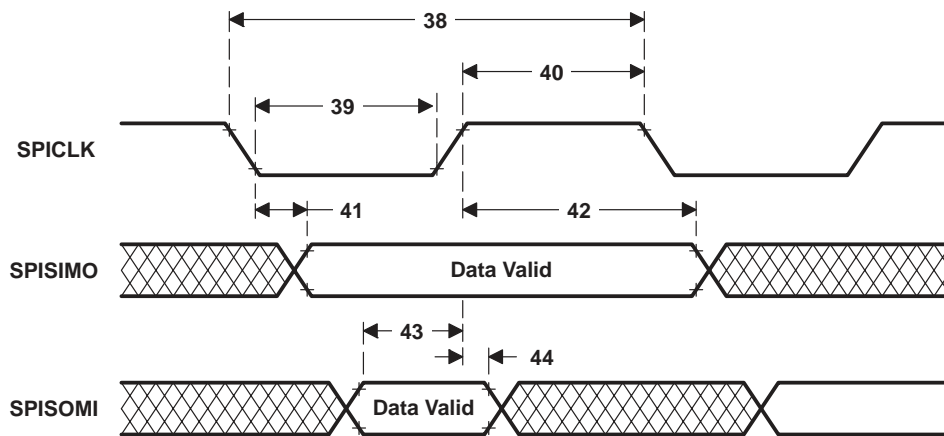 38
40
39
SPICLK
41
42
SPISIMO
Data Valid
43
44
SPISOMI
Data Valid